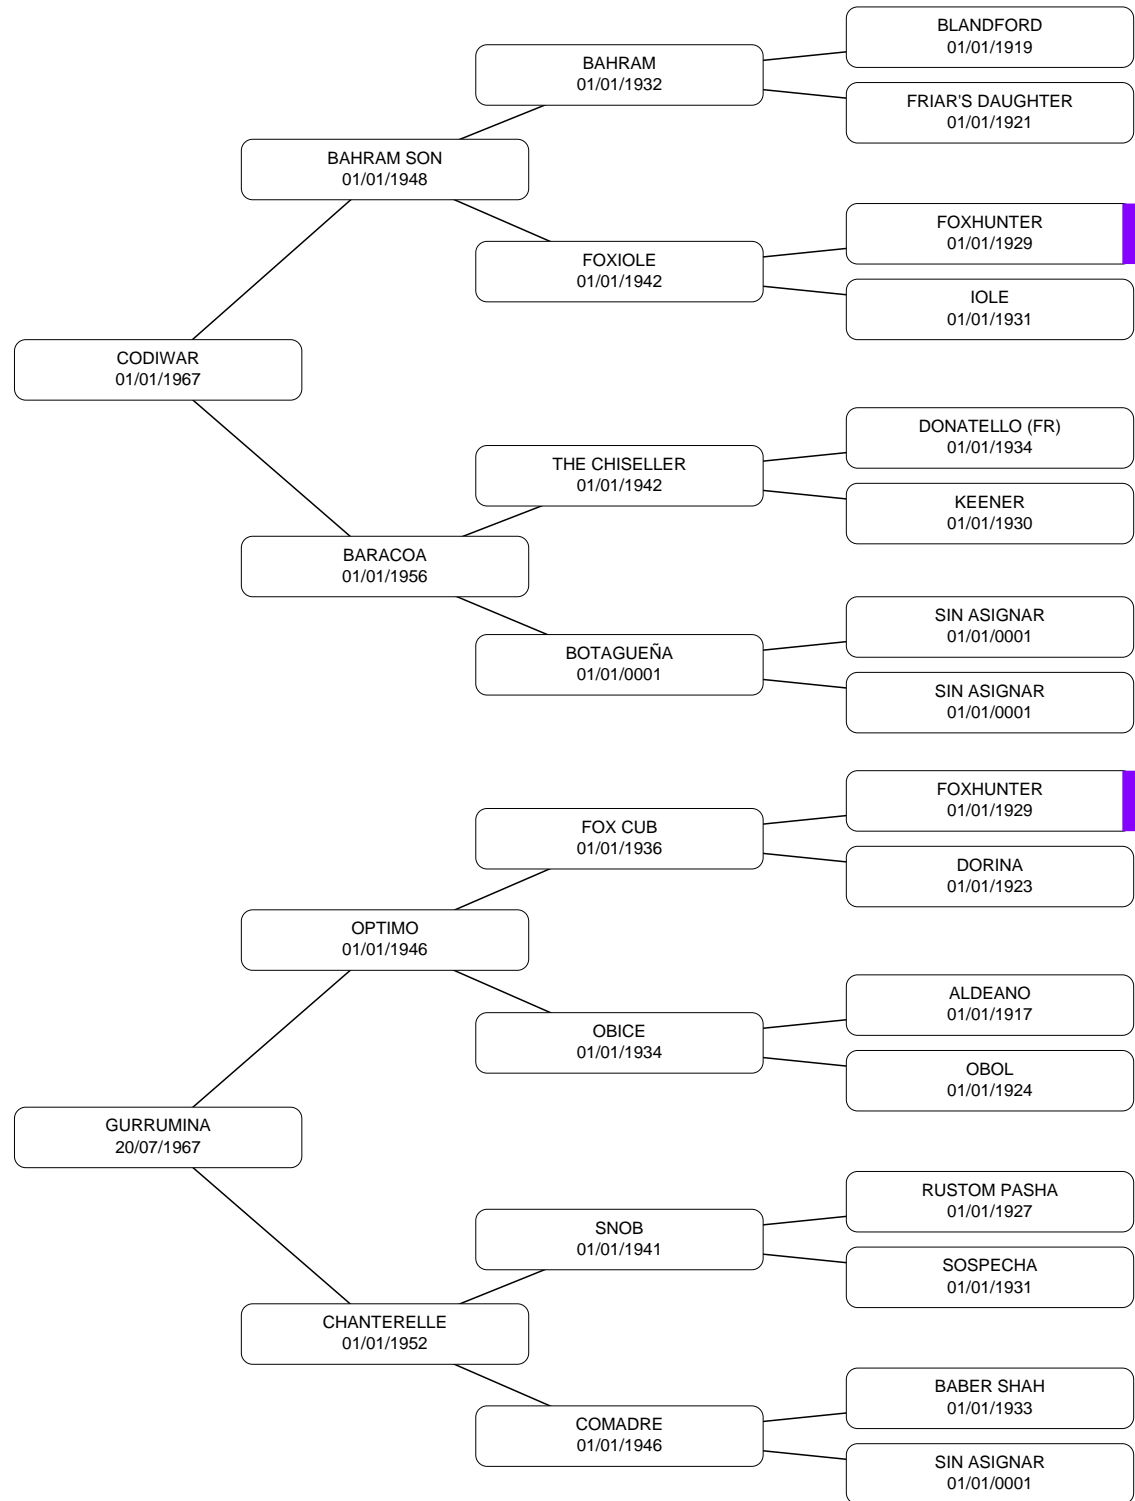 BLANDFORD
01/01/1919
BAHRAM
01/01/1932
FRIAR'S DAUGHTER
01/01/1921
BAHRAM SON
01/01/1948
FOXHUNTER
01/01/1929
FOXIOLE
01/01/1942
IOLE
01/01/1931
CODIWAR
01/01/1967
DONATELLO (FR)
01/01/1934
THE CHISELLER
01/01/1942
KEENER
01/01/1930
BARACOA
01/01/1956
SIN ASIGNAR
01/01/0001
BOTAGUEÑA
01/01/0001
SIN ASIGNAR
01/01/0001
FOXHUNTER
01/01/1929
FOX CUB
01/01/1936
DORINA
01/01/1923
OPTIMO
01/01/1946
ALDEANO
01/01/1917
OBICE
01/01/1934
OBOL
01/01/1924
GURRUMINA
20/07/1967
RUSTOM PASHA
01/01/1927
SNOB
01/01/1941
SOSPECHA
01/01/1931
CHANTERELLE
01/01/1952
BABER SHAH
01/01/1933
COMADRE
01/01/1946
SIN ASIGNAR
01/01/0001